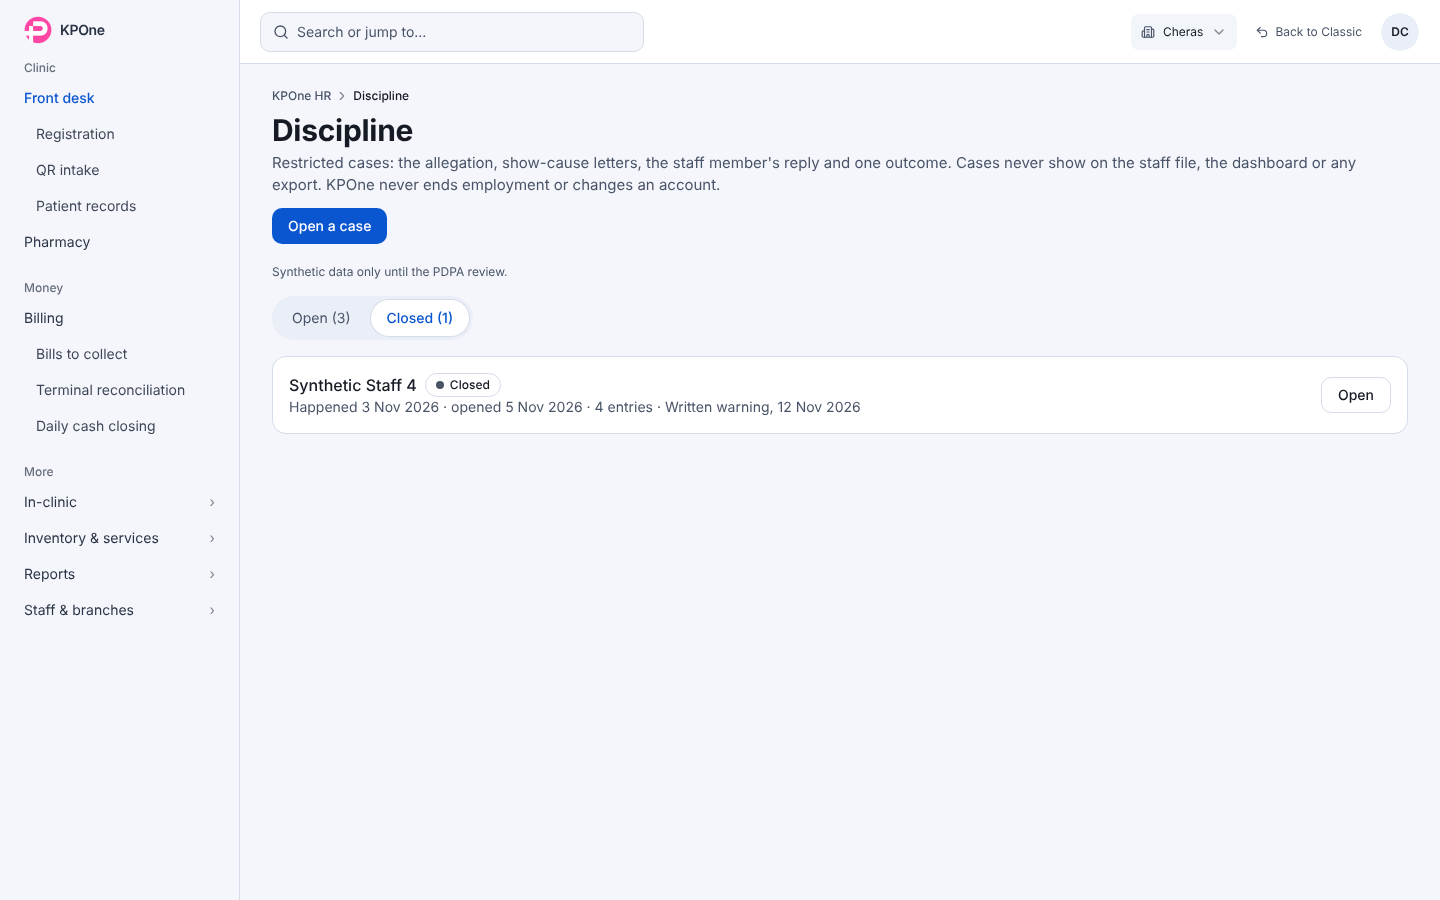 KPOne
Clinic
Front desk
Registration
QR intake
Patient records
Pharmacy
Money
Billing
Bills to collect
Terminal reconciliation
Daily cash closing
More
In-clinic
Inventory & services
Reports
Staff & branches
Search or jump to...
Cheras
Back to Classic
DC
KPOne HR > Discipline
Discipline
Restricted cases: the allegation, show-cause letters, the staff member's reply and one outcome. Cases never show on the staff file, the dashboard or any
export. KPOne never ends employment or changes an account.
Open a case
Synthetic data only until the PDPA review.
Open (3)
Closed (1)
Synthetic Staff 4
Closed
Happened 3 Nov 2026 · opened 5 Nov 2026 · 4 entries · Written warning, 12 Nov 2026
Open